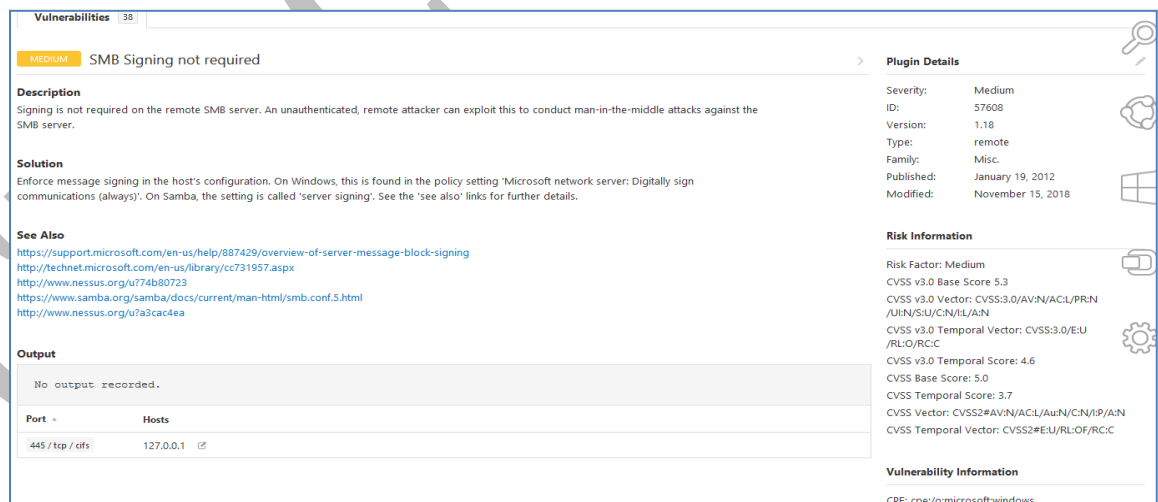 Vulnerabilities 38
MEDIUM SMB Signing not required
Description
Signing is not required on the remote SMB server. An unauthenticated, remote attacker can exploit this to conduct man-in-the-middle attacks against the
SMB server.
Solution
Enforce message signing in the host's configuration. On Windows, this is found in the policy setting 'Microsoft network server: Digitally sign
communications (always)'. On Samba, the setting is called 'server signing'. See the 'see also' links for further details.
See Also
https://support.microsoft.com/en-us/help/887429/overview-of-server-message-block-signing
http://technet.microsoft.com/en-us/library/cc731957.aspx
http://www.nessus.org/u?74b80723
https://www.samba.org/samba/docs/current/man-html/smb.conf.5.html
http://www.nessus.org/u?a3cac4ea
Output
No output recorded.
Port Hosts
445 / tcp / cifs 127.0.0.1
Plugin Details
Severity: Medium
ID: 57608
Version: 1.18
Type: remote
Family: Misc.
Published: January 19, 2012
Modified: November 15, 2018
Risk Information
Risk Factor: Medium
CVSS v3.0 Base Score 5.3
CVSS v3.0 Vector: CVSS:3.0/AV:N/AC:L/PR:N
/UI:N/S:U/C:N/I:L/A:N
CVSS v3.0 Temporal Vector: CVSS:3.0/E:U
/RL:O/RC:C
CVSS v3.0 Temporal Score: 4.6
CVSS Base Score: 5.0
CVSS Temporal Score: 3.7
CVSS Vector: CVSS2#AV:N/AC:L/Au:N/C:N/I:P/A:N
CVSS Temporal Vector: CVSS2#E:U/RL:OF/RC:C
Vulnerability Information
CPE: cpe:/o:microsoft:windows